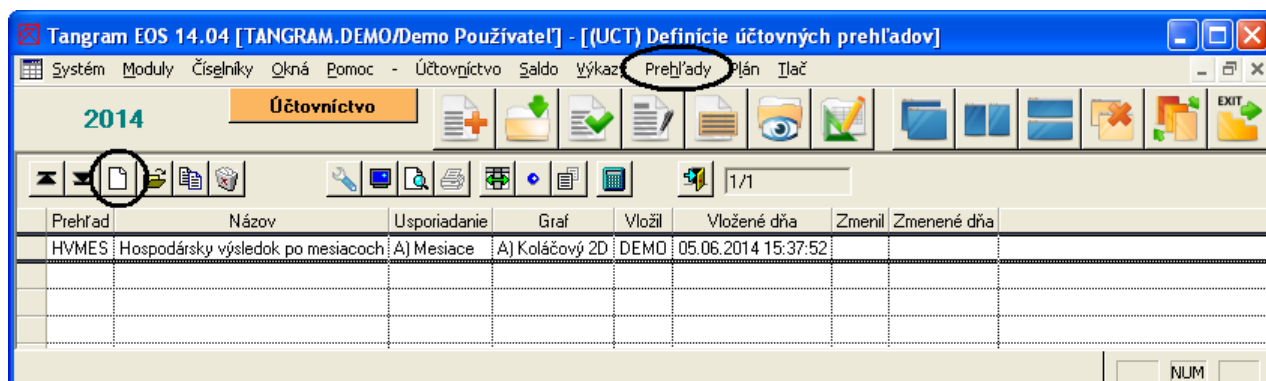 Tangram EOS 14.04 [TANGRAM.DEMO/Demo Používateľ] - [(UCT) Definície účtovných prehľadov]
Systém Moduly Číselníky Okná Pomoc - Účtovníctvo Saldo Výkazy Prehľady Plán Tlač
2014 Účtovníctvo EXIT
1/1
Prehľad Názov Usporiadanie Graf Vložil Vložené dňa Zmenil Zmenené dňa
HVMES Hospodársky výsledok po mesiacoch A) Mesiace A) Koláčový 2D DEMO 05.06.2014 15:37:52
NUM